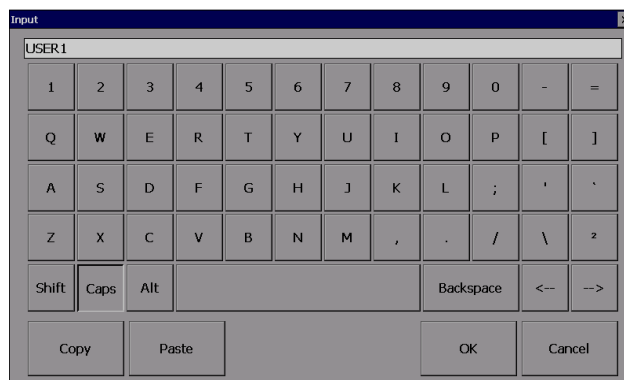 Input
USER1
1 2 3 4 5 6 7 8 9 0 - =
Q W E R T Y U I O P [ ]
A S D F G H J K L ; ' `
Z X C V B N M , . / \ ²
Shift Caps Alt Backspace <-- -->
Copy Paste OK Cancel